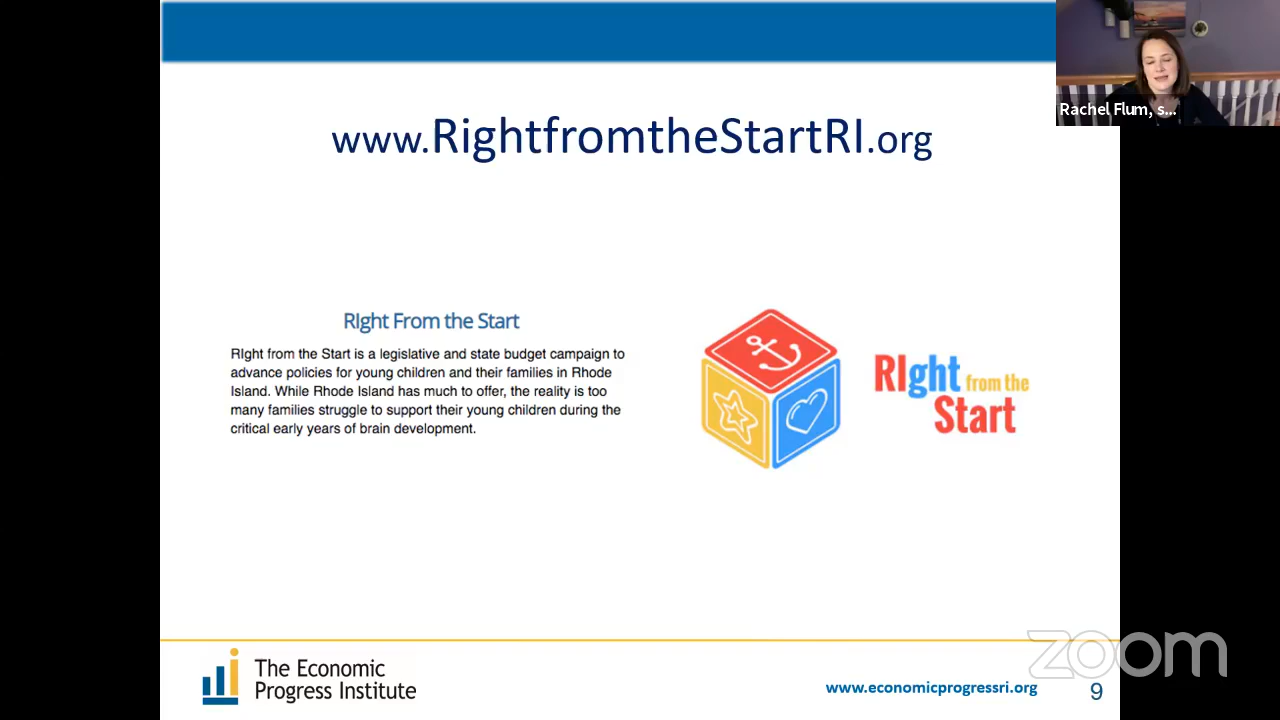 Rachel Flum, s...
www.RightfromtheStartRI.org
RIght From the Start
RIght from the Start is a legislative and state budget campaign to
advance policies for young children and their families in Rhode
Island. While Rhode Island has much to offer, the reality is too
many families struggle to support their young children during the
critical early years of brain development.
RIght from the
Start
The Economic
Progress Institute
www.economicprogressri.org
9
zoom